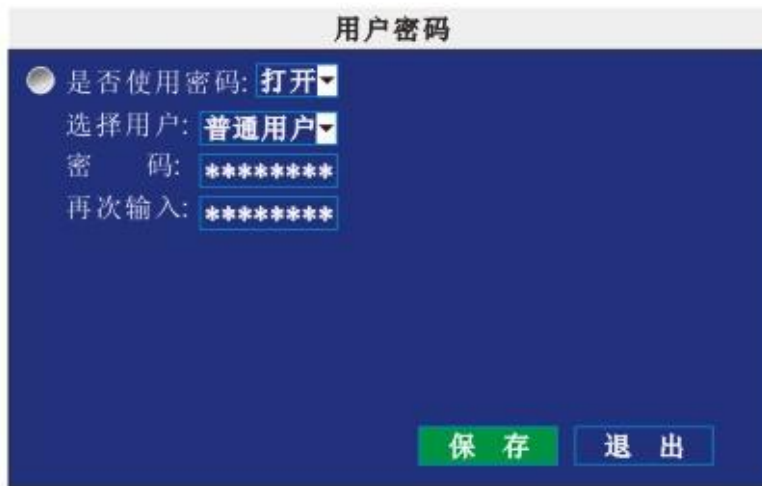 用户密码
是否使用密码: 打开
选择用户: 普通用户
密 码: ********
再次输入: ********
保 存 退 出